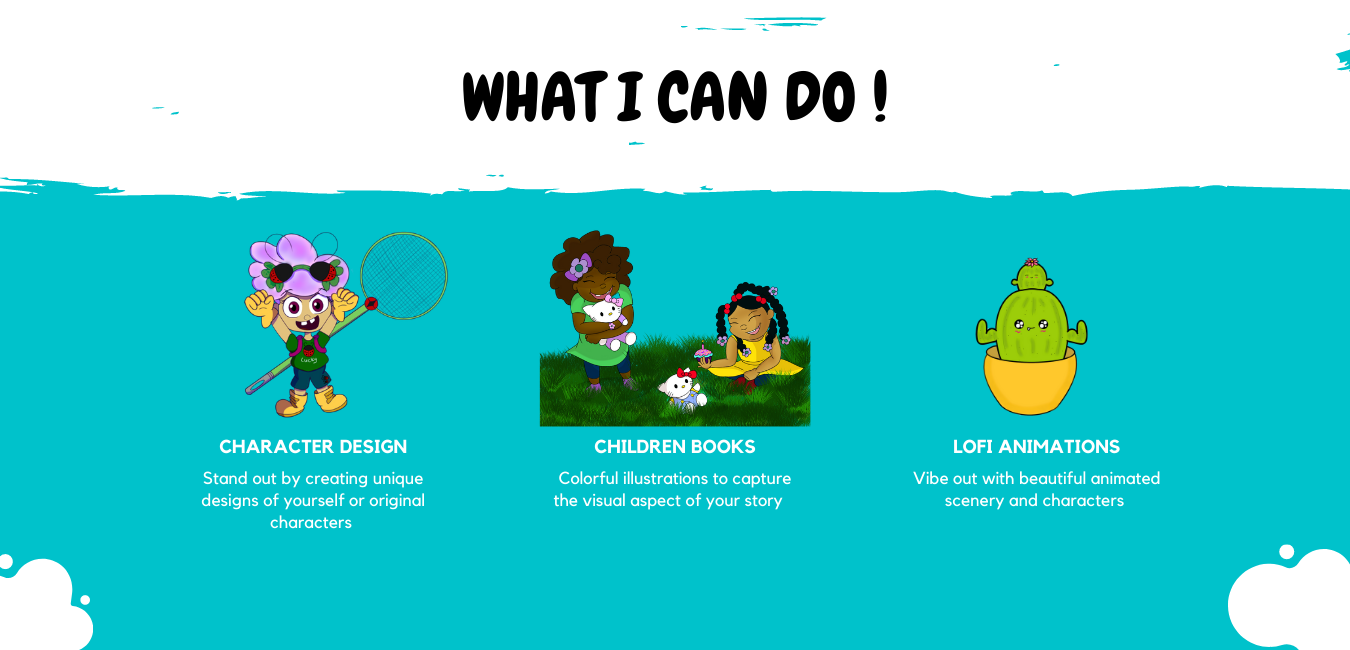 WHAT I CAN DO !
Lucky
CHARACTER DESIGN
Stand out by creating unique
designs of yourself or original
characters
CHILDREN BOOKS
Colorful illustrations to capture
the visual aspect of your story
LOFI ANIMATIONS
Vibe out with beautiful animated
scenery and characters